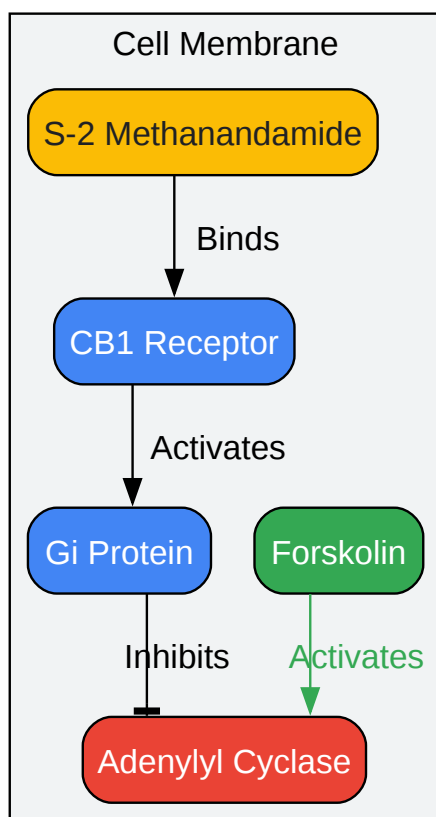 Cell Membrane
S-2 Methanandamide
Binds
CB1 Receptor
Activates
Gi Protein
Forskolin
Inhibits
Activates
Adenylyl Cyclase